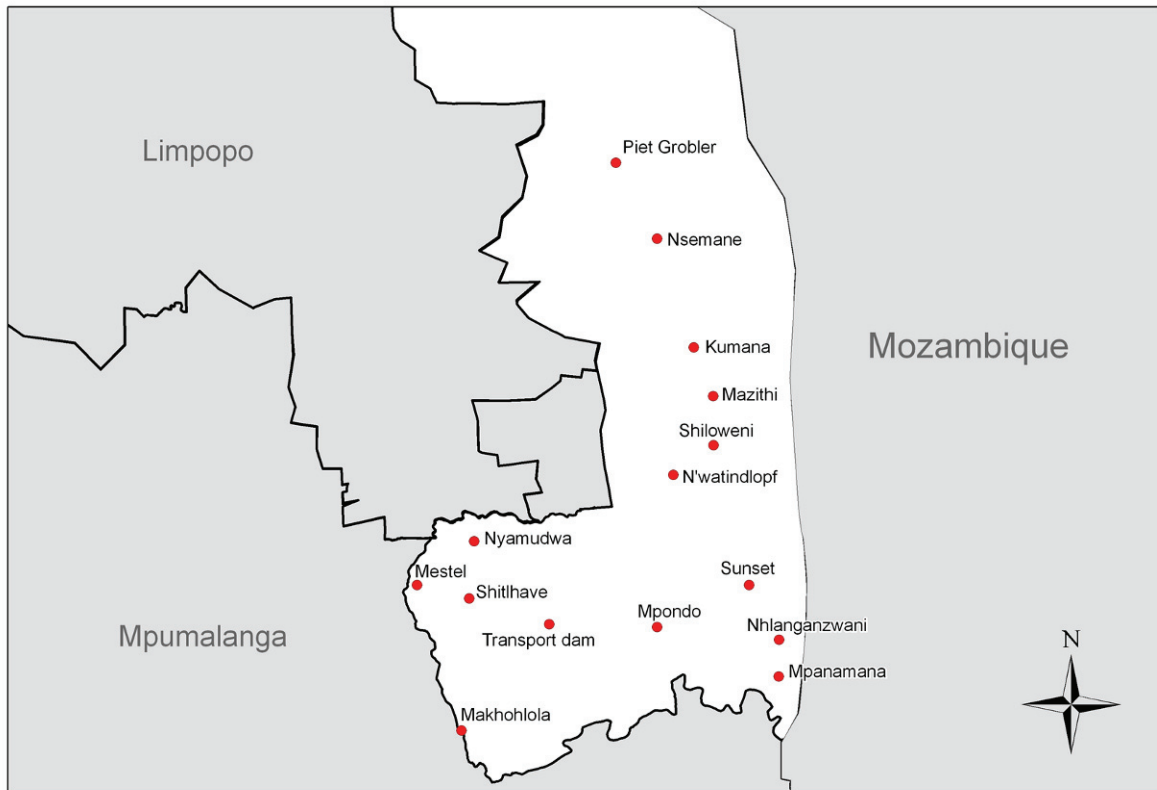 Piet Grobler
Limpopo
Nsemane
Mozambique
Kumana
Mazithi
Shiloweni
N'watindlopf
Nyamudwa
Mestel
Sunset
Shitlhave
Mpondo
Nhlanganzwani
Mpumalanga
Transport dam
N
Mpanamana
Makhohlola